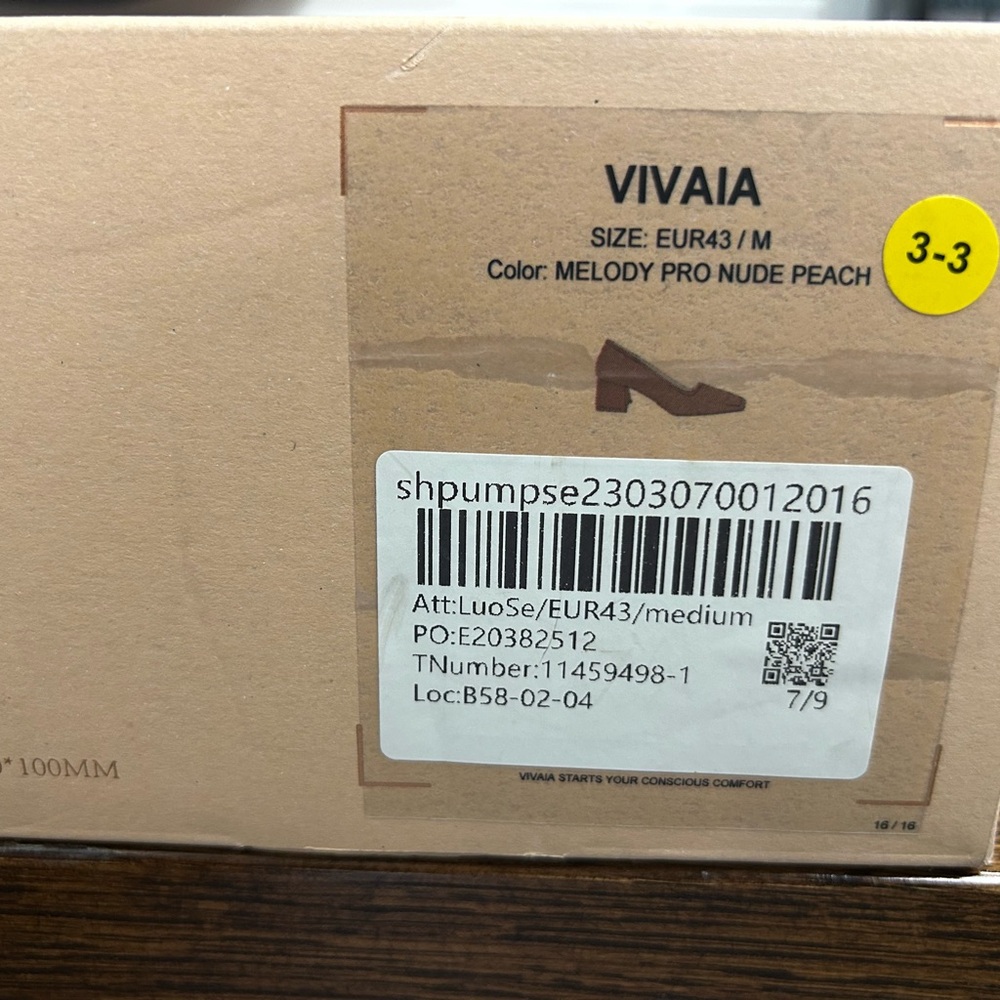 VIVAIA
SIZE: EUR43 / M
Color: MELODY PRO NUDE PEACH
3-3
shpumpse2303070012016
Att:LuoSe/EUR43/medium
PO:E20382512
TNumber:11459498-1
Loc:B58-02-04
7/9
* 100MM
VIVAIA STARTS YOUR CONSCIOUS COMFORT
16 / 16